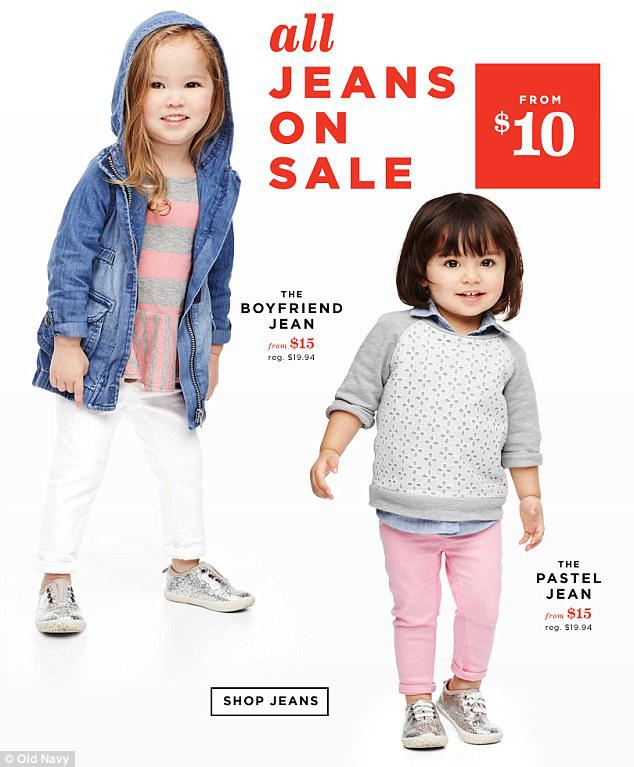 all
JEANS
ON
SALE
FROM
$10
THE
BOYFRIEND
JEAN
from $15
reg. $19.94
THE
PASTEL
JEAN
from $15
reg. $19.94
SHOP JEANS
© Old Navy